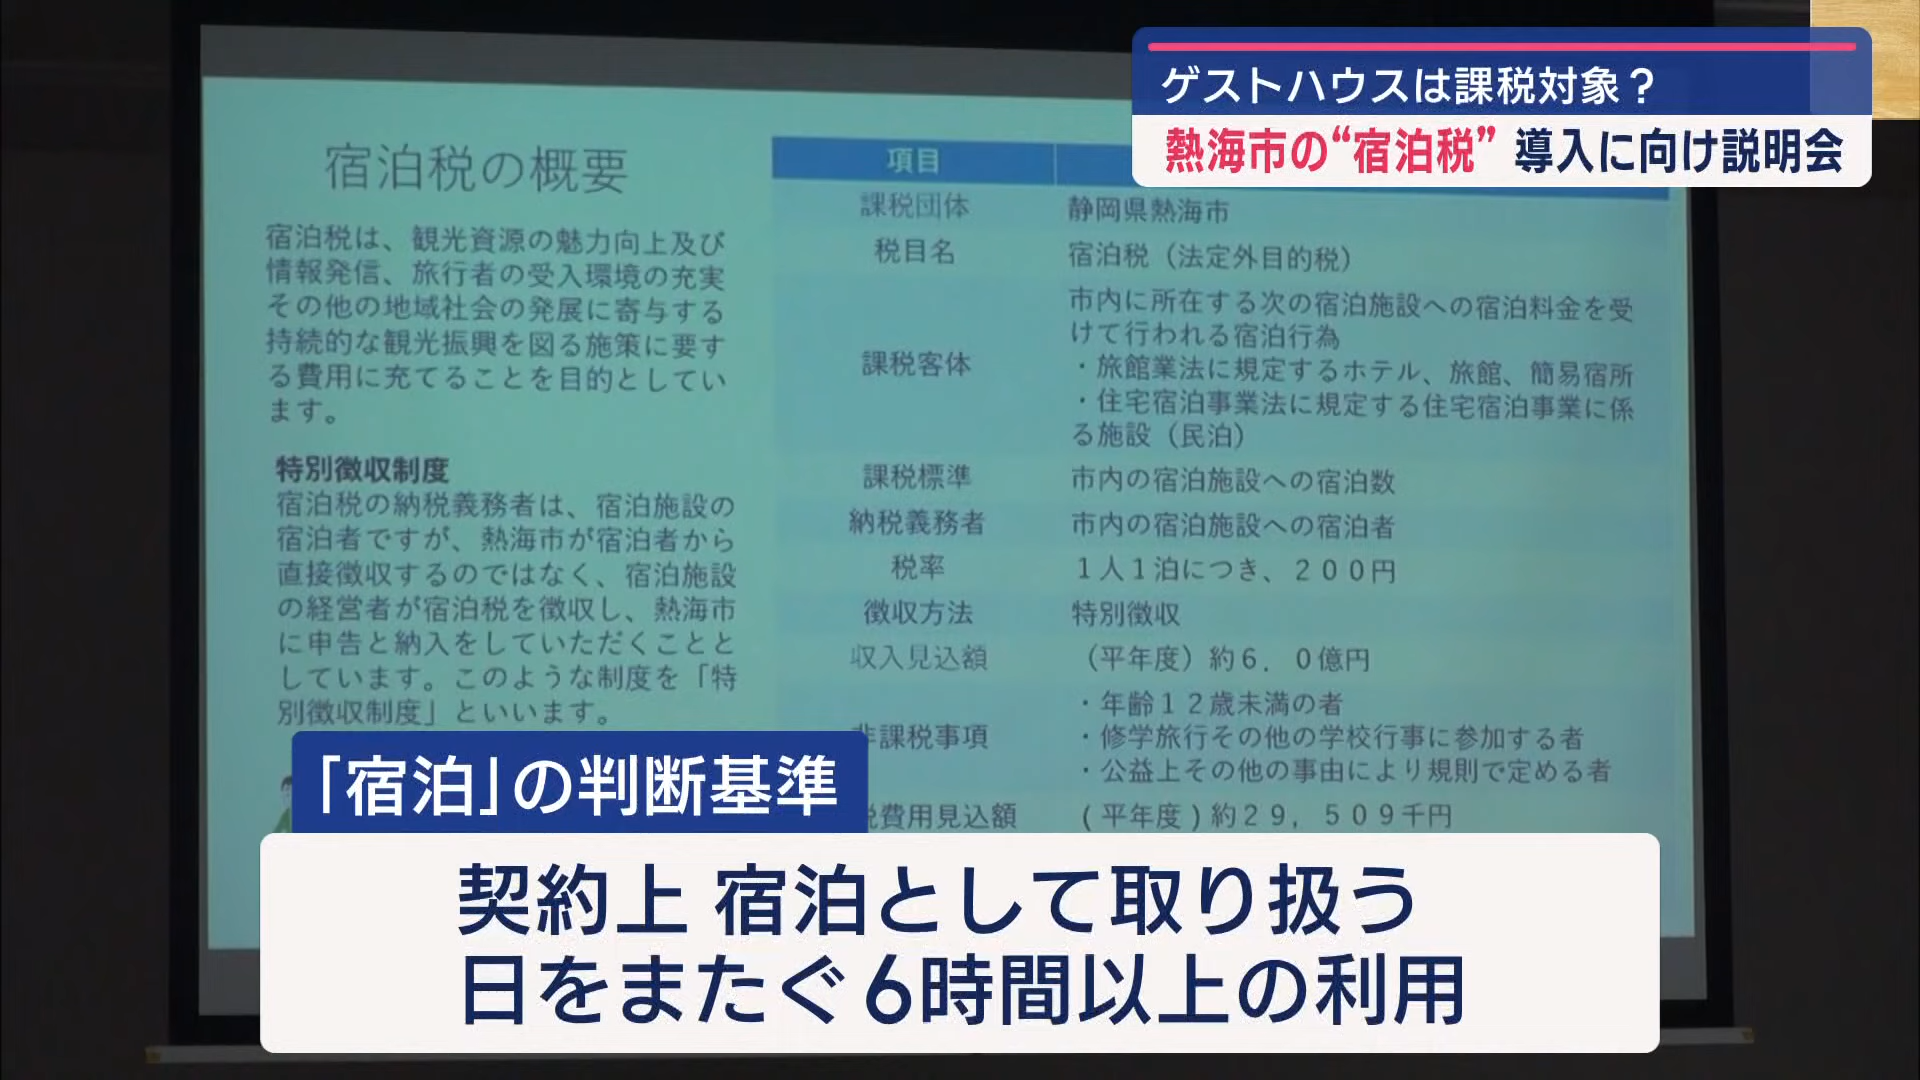 ゲストハウスは課税対象？
熱海市の“宿泊税” 導入に向け説明会
宿泊税の概要
宿泊税は、観光資源の魅力向上及び
情報発信、旅行者の受入環境の充実
その他の地域社会の発展に寄与する
持続的な観光振興を図る施策に要す
る費用に充てることを目的としてい
ます。
特別徴収制度
宿泊税の納税義務者は、宿泊施設の
宿泊者ですが、熱海市が宿泊者から
直接徴収するのではなく、宿泊施設
の経営者が宿泊税を徴収し、熱海市
に申告と納入をしていただくことと
しています。このような制度を「特
別徴収制度」といいます。
項目
課税団体 静岡県熱海市
税目名 宿泊税（法定外目的税）
課税客体 市内に所在する次の宿泊施設への宿泊料金を受
けて行われる宿泊行為
・旅館業法に規定するホテル、旅館、簡易宿所
・住宅宿泊事業法に規定する住宅宿泊事業に係
る施設（民泊）
課税標準 市内の宿泊施設への宿泊数
納税義務者 市内の宿泊施設への宿泊者
税率 １人１泊につき、２００円
徴収方法 特別徴収
収入見込額 （平年度）約６．０億円
非課税事項 ・年齢１２歳未満の者
・修学旅行その他の学校行事に参加する者
・公益上その他の事由により規則で定める者
税費用見込額 (平年度)約２９，５０９千円
「宿泊」の判断基準
契約上 宿泊として取り扱う
日をまたぐ6時間以上の利用